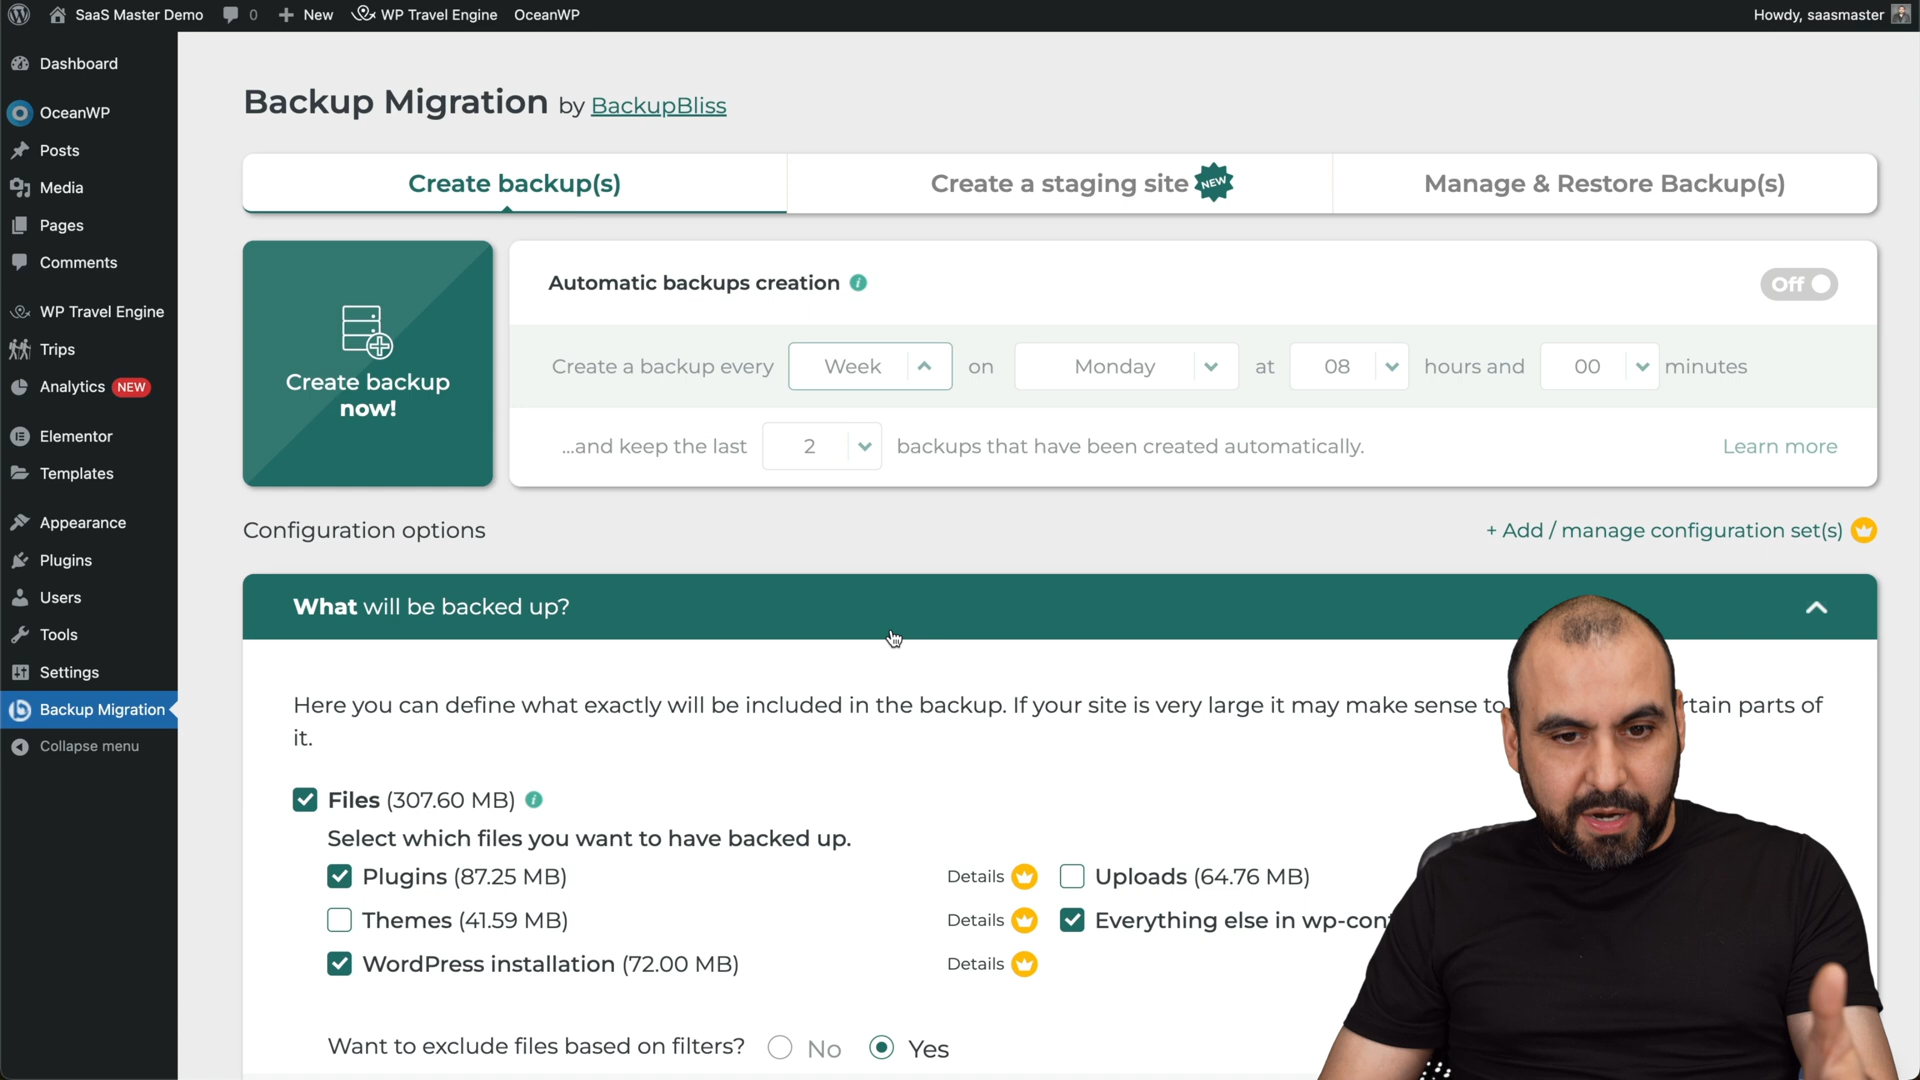 SaaS Master Demo 0 New WP Travel Engine OceanWP Howdy, saasmaster
Dashboard
OceanWP
Posts
Media
Pages
Comments
WP Travel Engine
Trips
Analytics NEW
Elementor
Templates
Appearance
Plugins
Users
Tools
Settings
Backup Migration
Collapse menu
Backup Migration by BackupBliss
Create backup(s) Create a staging site NEW Manage & Restore Backup(s)
Create backup
now!
Automatic backups creation i Off
Create a backup every Week on Monday at 08 hours and 00 minutes
...and keep the last 2 backups that have been created automatically. Learn more
Configuration options + Add / manage configuration set(s)
What will be backed up?
Here you can define what exactly will be included in the backup. If your site is very large it may make sense to rtain parts of
it.
Files (307.60 MB) i
Select which files you want to have backed up.
Plugins (87.25 MB) Details Uploads (64.76 MB)
Themes (41.59 MB) Details Everything else in wp-con
WordPress installation (72.00 MB) Details
Want to exclude files based on filters? No Yes